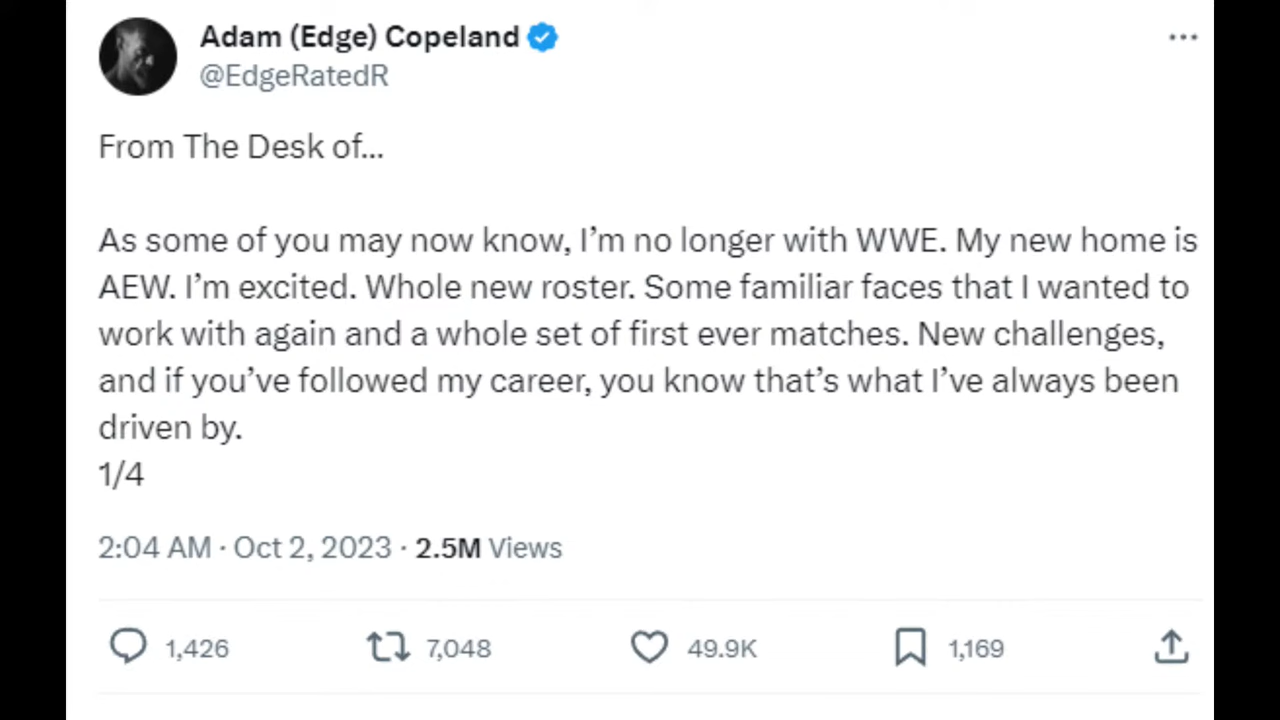 Adam (Edge) Copeland
@EdgeRatedR
From The Desk of...
As some of you may now know, I’m no longer with WWE. My new home is
AEW. I’m excited. Whole new roster. Some familiar faces that I wanted to
work with again and a whole set of first ever matches. New challenges,
and if you’ve followed my career, you know that’s what I’ve always been
driven by.
1/4
2:04 AM · Oct 2, 2023 · 2.5M Views
1,426 7,048 49.9K 1,169